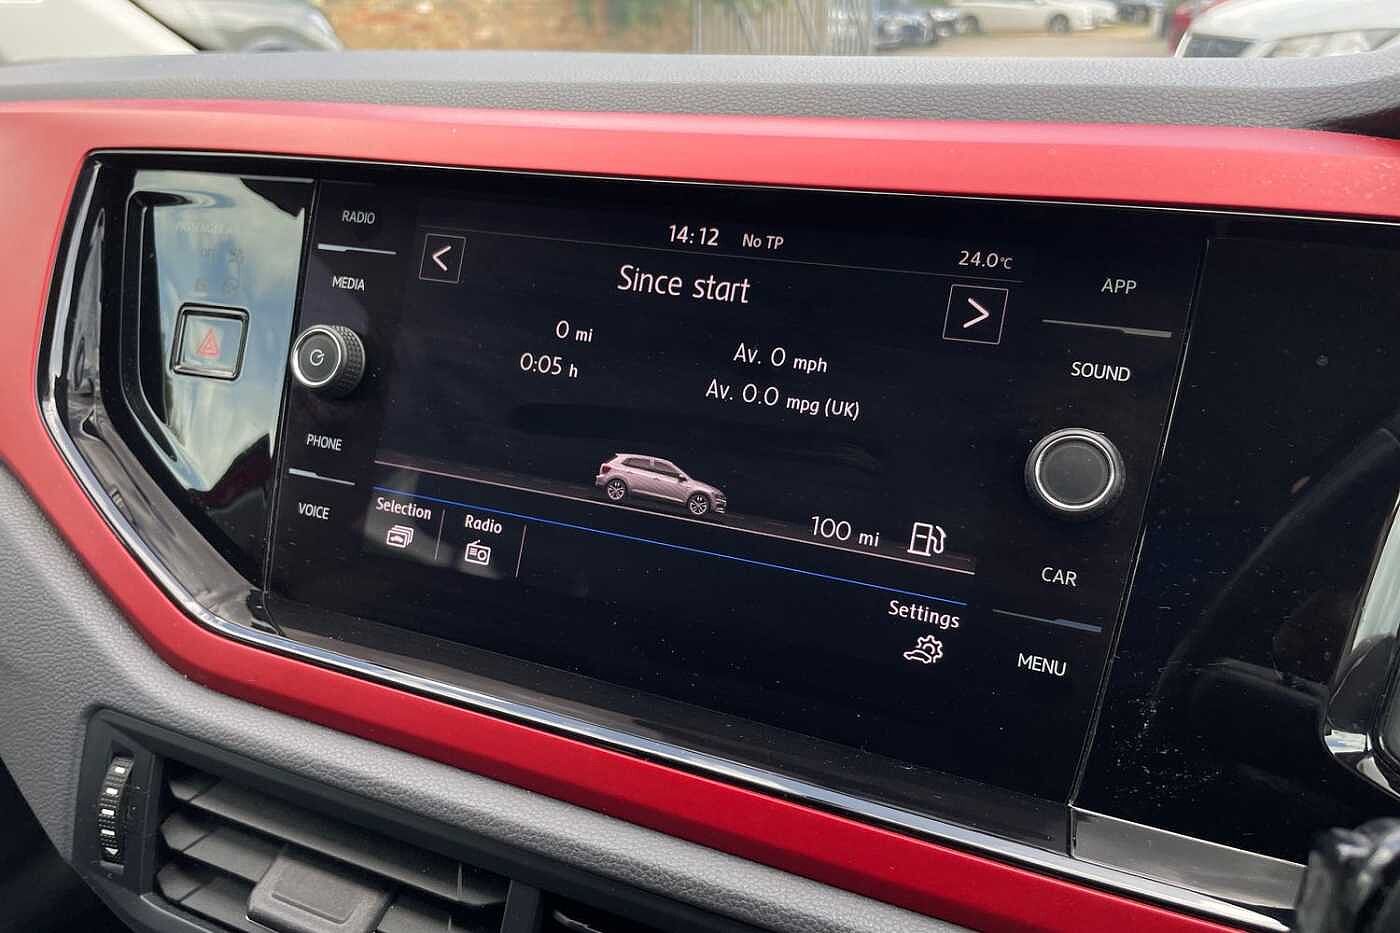 RADIO
MEDIA
PHONE
VOICE
14:12 No TP
24.0°C
Since start
0 mi
0:05 h
Av. 0 mph
Av. 0.0 mpg (UK)
100 mi
Selection
Radio
Settings
APP
SOUND
CAR
MENU